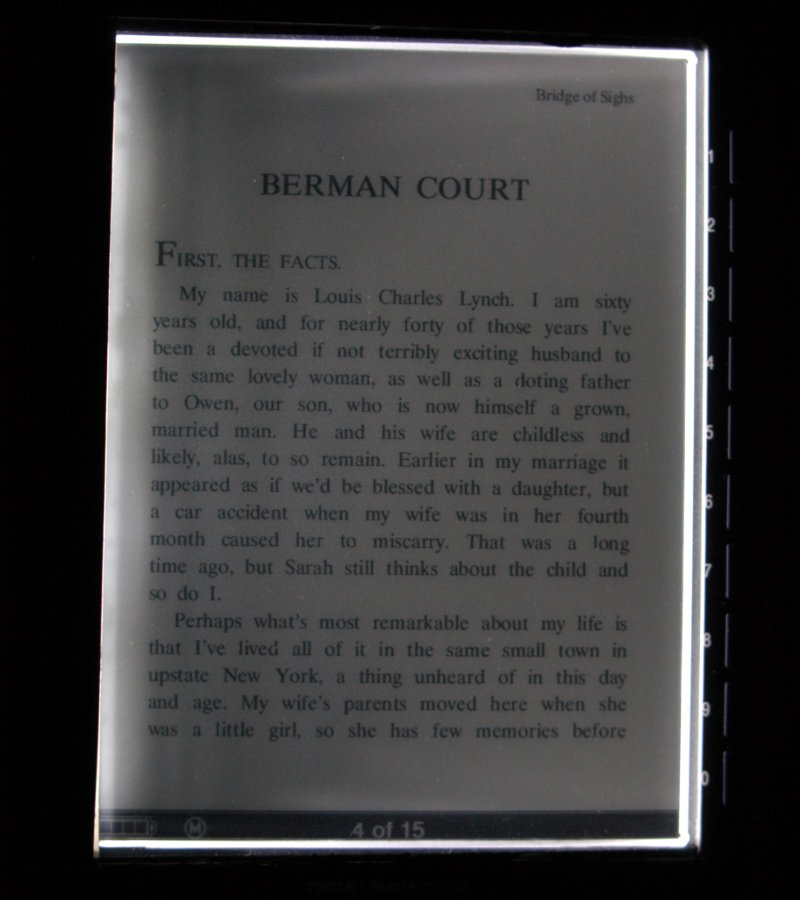 Bridge of Sighs
BERMAN COURT
FIRST, THE FACTS.
My name is Louis Charles Lynch. I am sixty
years old, and for nearly forty of those years I've
been a devoted if not terribly exciting husband to
the same lovely woman, as well as a doting father
to Owen, our son, who is now himself a grown,
married man. He and his wife are childless and
likely, alas, to so remain. Earlier in my marriage it
appeared as if we'd be blessed with a daughter, but
a car accident when my wife was in her fourth
month caused her to miscarry. That was a long
time ago, but Sarah still thinks about the child and
so do I.
Perhaps what's most remarkable about my life is
that I've lived all of it in the same small town in
upstate New York, a thing unheard of in this day
and age. My wife's parents moved here when she
was a little girl, so she has few memories before
M
4 of 15
1
2
3
4
5
6
7
8
9
0
PORTABLE READER SYSTEM